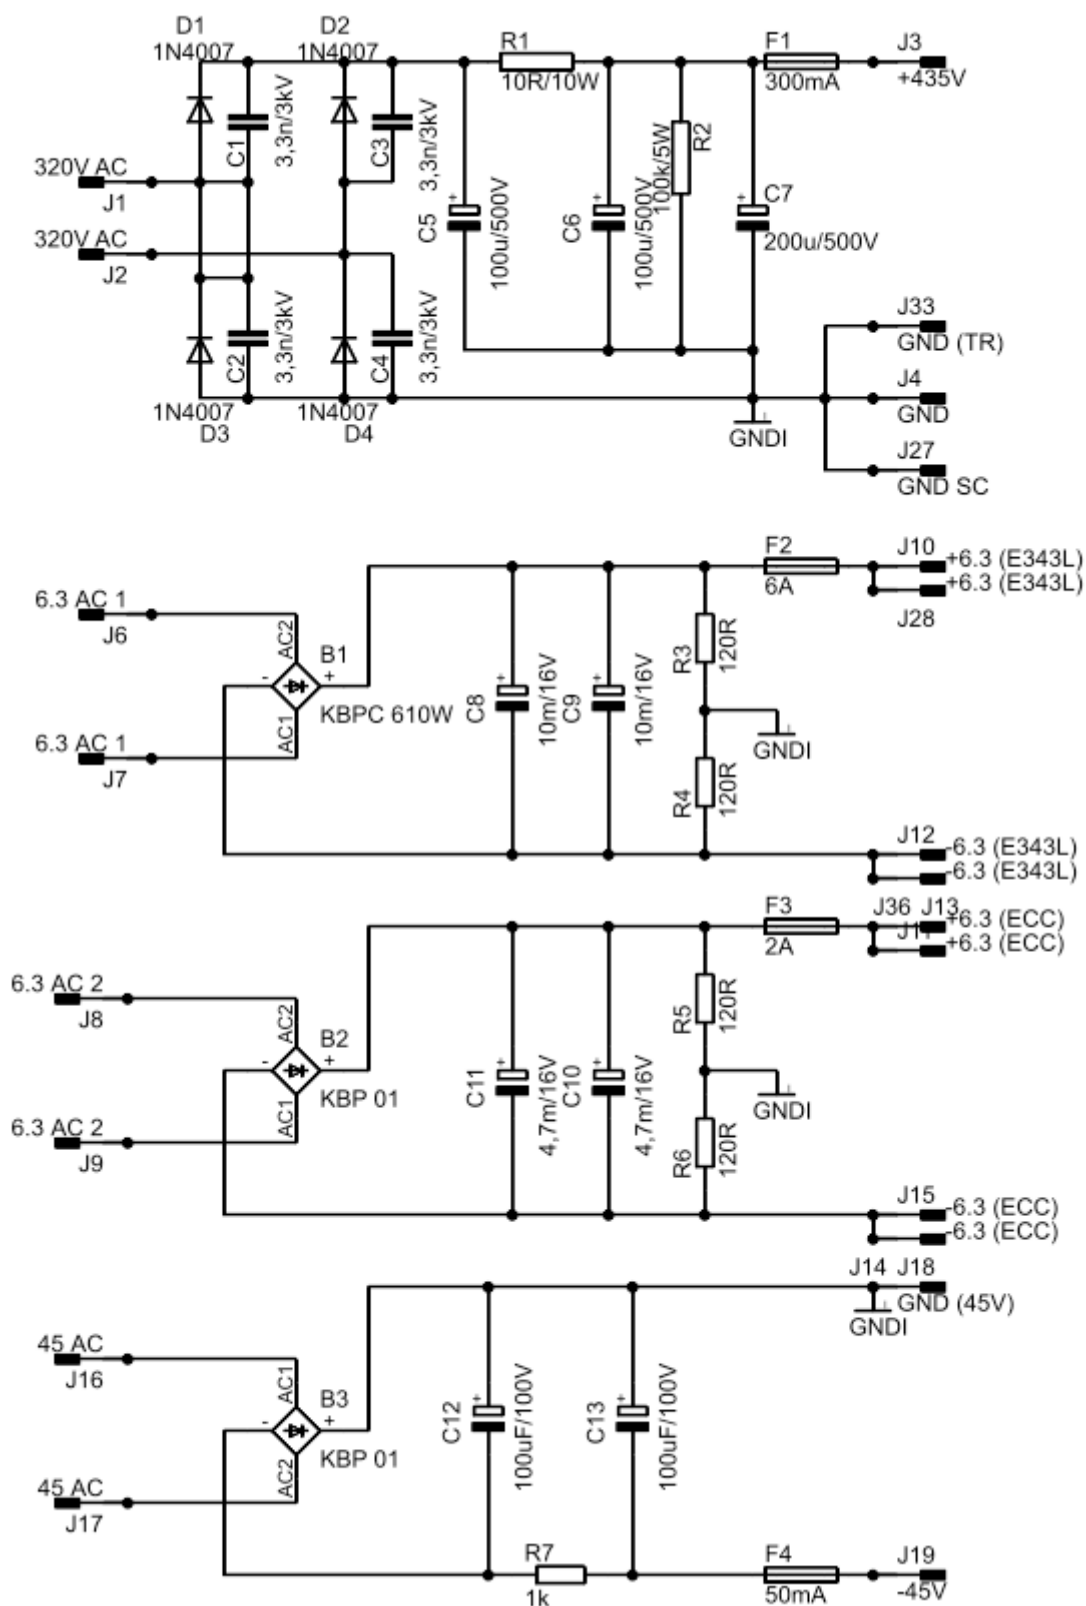 D1
1N4007
D2
1N4007
R1
10R/10W
F1
300mA
J3
+435V
C1
3,3n/3kV
C3
3,3n/3kV
320V AC
J1
320V AC
J2
C5
100u/500V
C6
100u/500V
R2
100k/5W
C7
200u/500V
C2
3,3n/3kV
C4
3,3n/3kV
1N4007
D3
1N4007
D4
J33
GND (TR)
J4
GND
GNDI
J27
GND SC
6.3 AC 1
J6
AC2
B1
- +
KBPC 610W
AC1
6.3 AC 1
J7
C8
10m/16V
C9
10m/16V
R3
120R
GNDI
R4
120R
F2
6A
J10
+6.3 (E343L)
+6.3 (E343L)
J28
J12
-6.3 (E343L)
-6.3 (E343L)
J36 J13
+6.3 (ECC)
+6.3 (ECC)
F3
2A
6.3 AC 2
J8
AC2
B2
- +
KBP 01
AC1
6.3 AC 2
J9
C11
4,7m/16V
C10
4,7m/16V
R5
120R
GNDI
R6
120R
J15
-6.3 (ECC)
-6.3 (ECC)
J14 J18
GND (45V)
GNDI
45 AC
J16
AC1
B3
- +
KBP 01
AC2
45 AC
J17
C12
100uF/100V
C13
100uF/100V
R7
1k
F4
50mA
J19
-45V